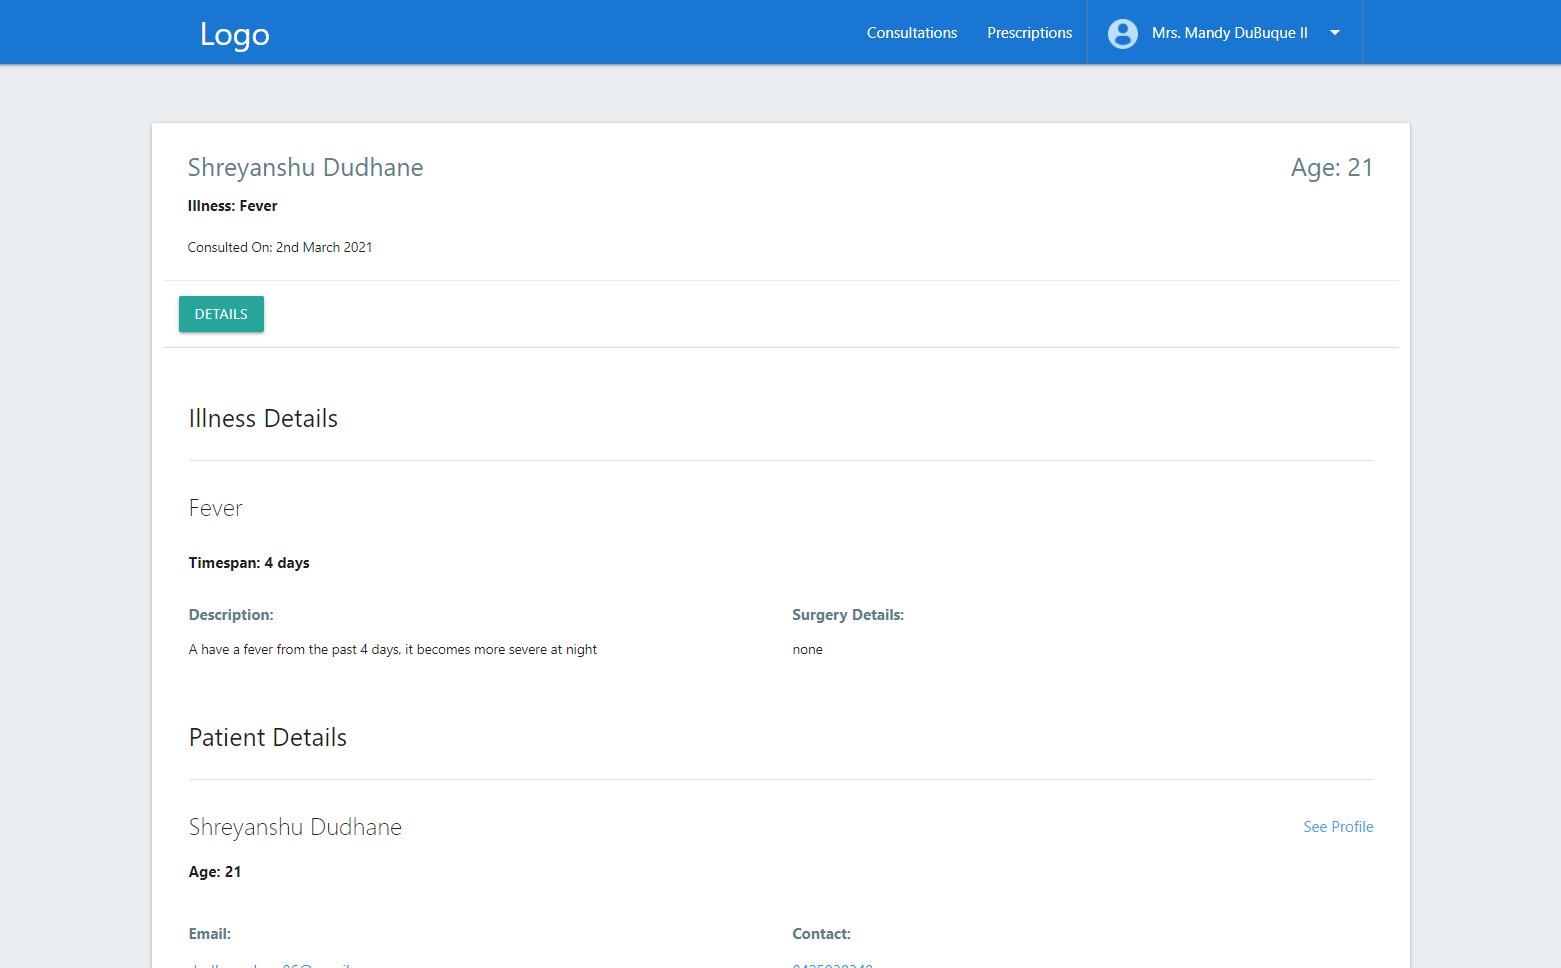 Logo
Consultations
Prescriptions
Mrs. Mandy DuBuque II
Shreyanshu Dudhane
Age: 21
Illness: Fever
Consulted On: 2nd March 2021
DETAILS
Illness Details
Fever
Timespan: 4 days
Description:
Surgery Details:
A have a fever from the past 4 days, it becomes more severe at night
none
Patient Details
Shreyanshu Dudhane
See Profile
Age: 21
Email:
Contact: